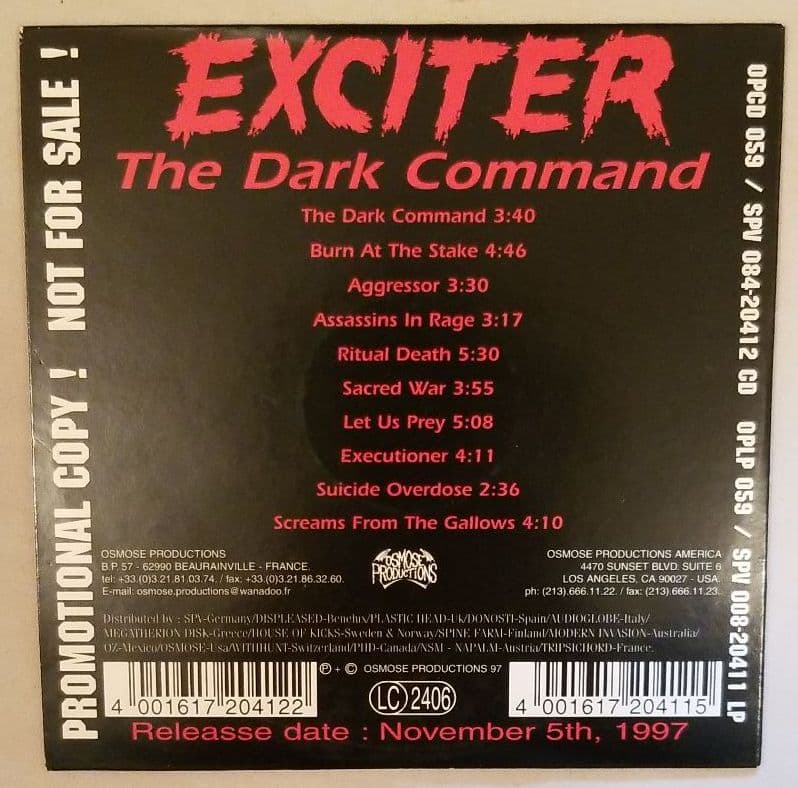 EXCITER
The Dark Command
The Dark Command 3:40
Burn At The Stake 4:46
Aggressor 3:30
Assassins In Rage 3:17
Ritual Death 5:30
Sacred War 3:55
Let Us Prey 5:08
Executioner 4:11
Suicide Overdose 2:36
Screams From The Gallows 4:10
PROMOTIONAL COPY ! NOT FOR SALE !
OPCD 059 / SPV 084-20412 CD OPLP 059 / SPV 008-20411 LP
OSMOSE PRODUCTIONS
B.P 57 - 62990 BEAURAINVILLE - FRANCE.
tel: +33.(0)3.21.81.03.74. / fax: +33.(0)3.21.86.32.60.
E-mail: osmose.productions@wanadoo.fr
OSMOSE
PRODUCTIONS
OSMOSE PRODUCTIONS AMERICA
4470 SUNSET BLVD. SUITE 6
LOS ANGELES, CA 90027 - USA.
ph: (213).666.11.22 / fax: (213).666.11.23.
Distributed by : SPV-Germany/DISPLEASED-Benelux/PLASTIC HEAD-Uk/DONOSTI-Spain/AUDIOGLOBE-Italy/
MEGATHERION DISK-Greece/HOUSE OF KICKS-Sweden & Norway/SPINE FARM-Finland/MODERN INVASION-Australia/
OZ-Mexico/OSMOSE-Usa/WITHHUNT-Switzerland/PHD-Canada/NSM - NAPALM-Austria/TRIPSICHORD-France.
℗ + © OSMOSE PRODUCTIONS 97
LC 2406
4 001617 204122
4 001617 204115
Releasse date : November 5th, 1997